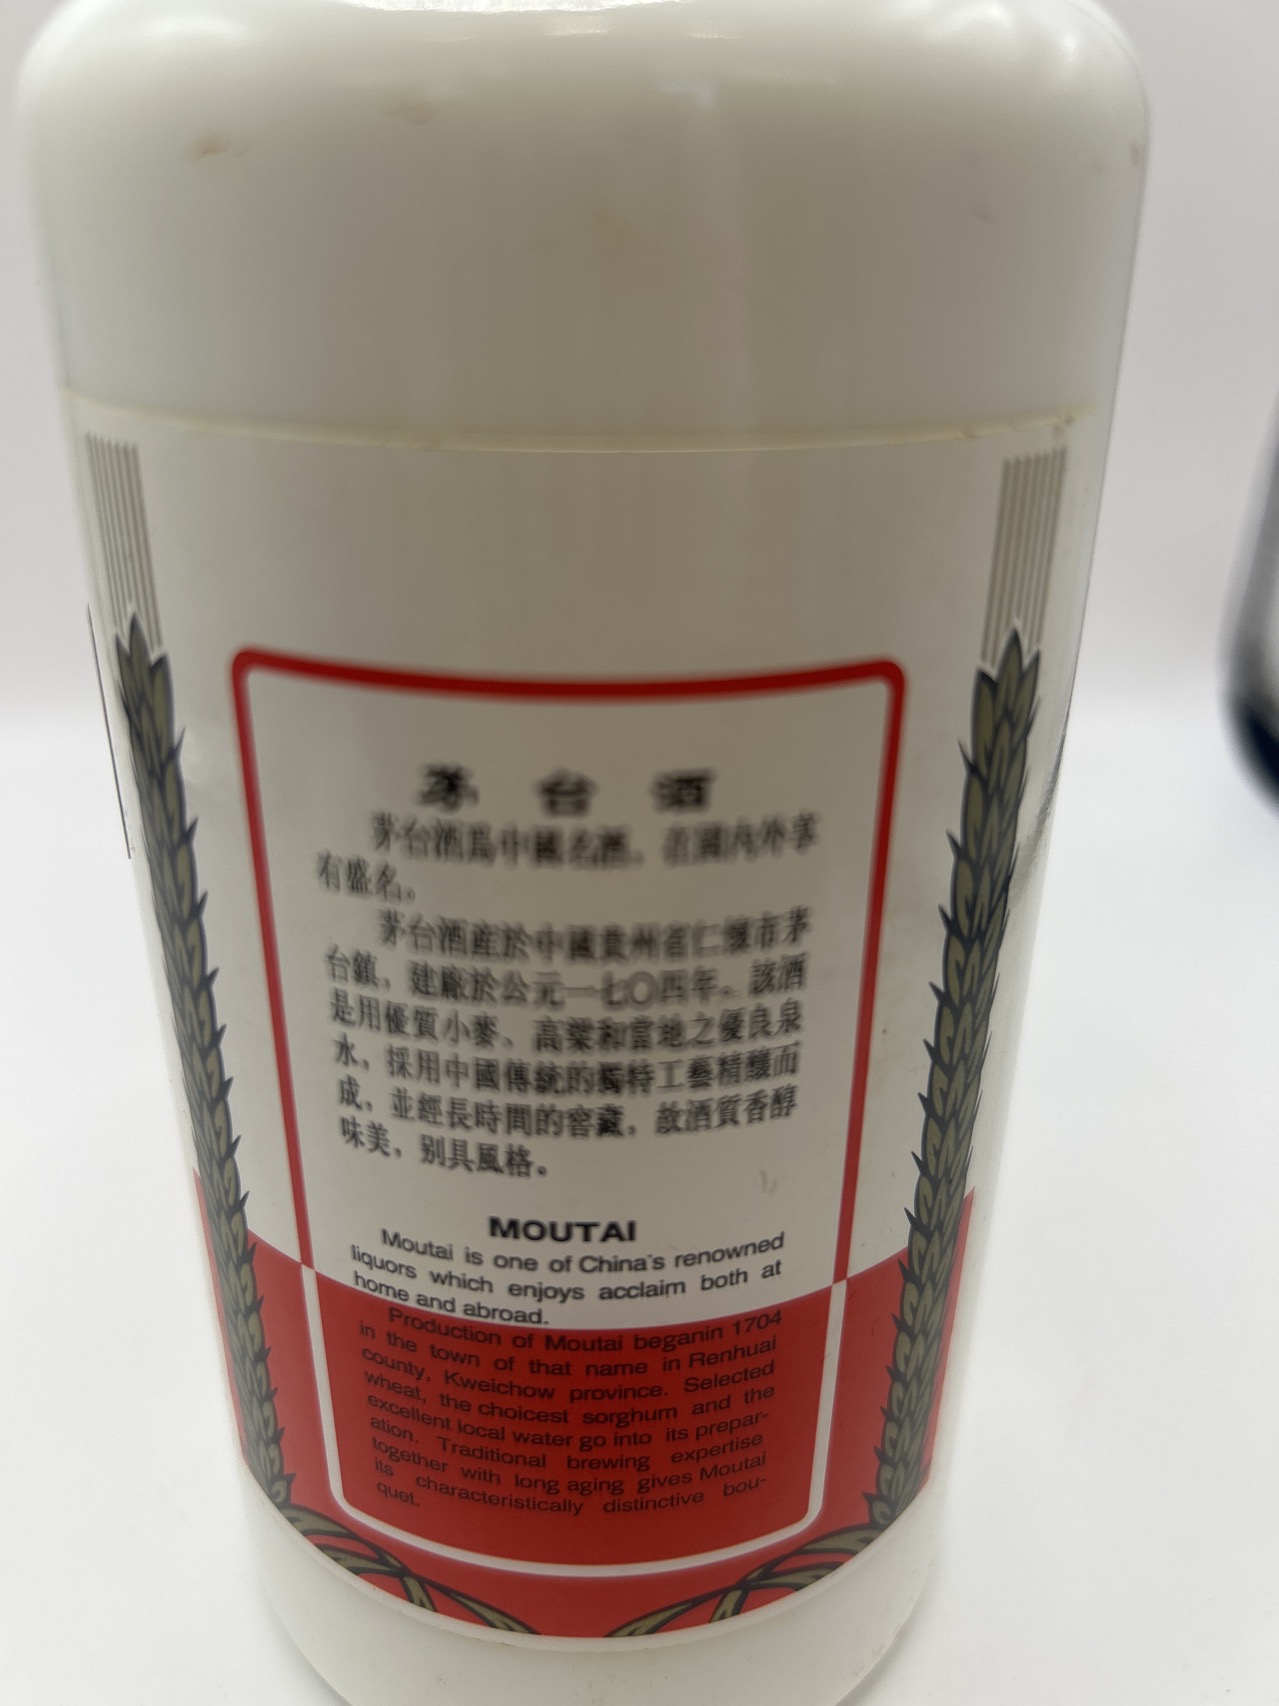 茅台酒
茅台酒爲中國名酒，在國內外享
有盛名。
茅台酒産於中國貴州省仁懷市茅
台鎮，建廠於公元一七〇四年。該酒
是用優質小麥、高粱和當地之優良泉
水，採用中國傳統的獨特工藝精釀而
成，並經長時間的窖藏，故酒質香醇
味美，别具風格。
MOUTAI
Moutai is one of China's renowned
liquors which enjoys acclaim both at
home and abroad.
Production of Moutai beganin 1704
in the town of that name in Renhuai
county, Kweichow province. Selected
wheat, the choicest sorghum and the
excellent local water go into its prepar-
ation. Traditional brewing expertise
together with long aging gives Moutai
its characteristically distinctive bou-
quet.